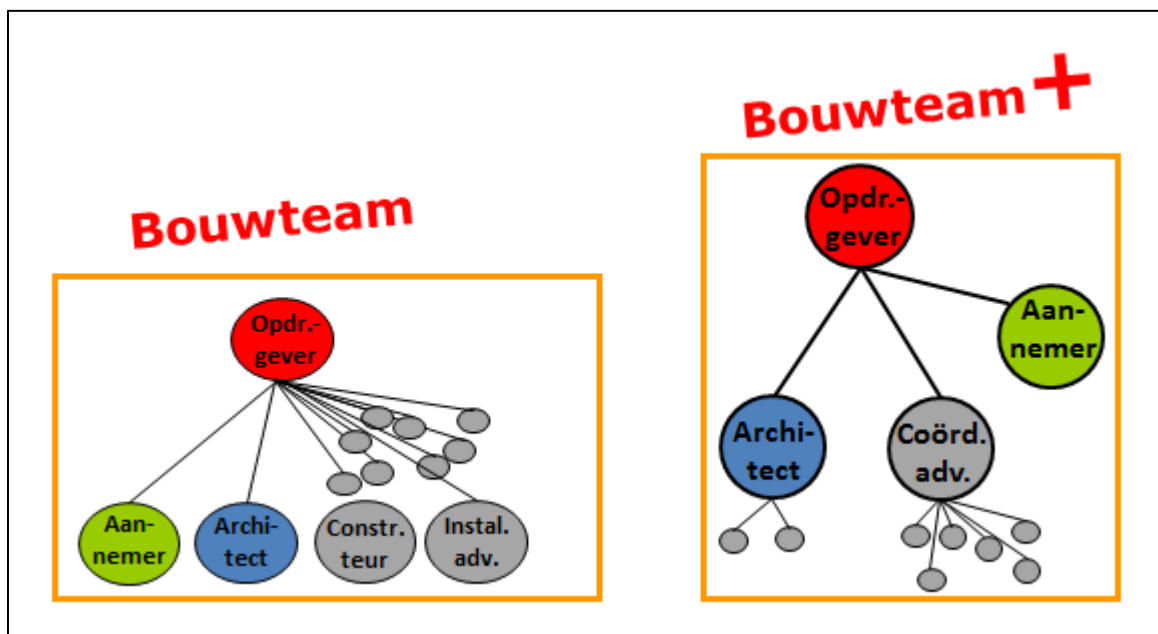 Bouwteam
Opdr.-
gever
Aan-
nemer
Archi-
tect
Constr.
teur
Instal.
adv.
Bouwteam+
Opdr.-
gever
Aan-
nemer
Archi-
tect
Coörd.
adv.